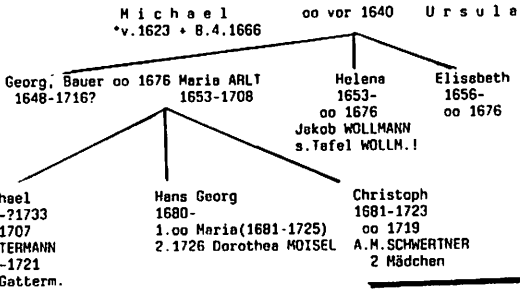 Michael oo vor 1640 Ursula
*v.1623 + 8.4.1666
Georg, Bauer oo 1676 Maria ARLT
1648-1716? 1653-1708
Helena
1653-
oo 1676
Jakob WOLLMANN
s.Tafel WOLLM.!
Elisabeth
1656-
oo 1676
hael
-?1733
1707
TERMANN
-1721
Gatterm.
Hans Georg
1680-
1.oo Maria(1681-1725)
2.1726 Dorothea MOISEL
Christoph
1681-1723
oo 1719
A.M.SCHWERTNER
2 Mädchen